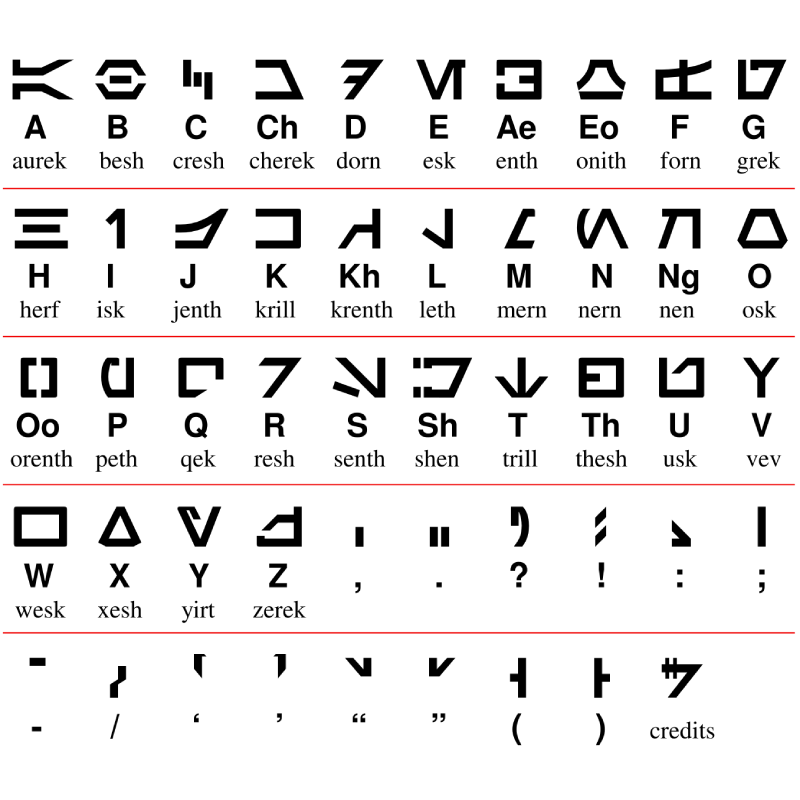 A B C Ch D E Ae Eo F G
aurek besh cresh cherek dorn esk enth onith forn grek
H I J K Kh L M N Ng O
herf isk jenth krill krenth leth mern nern nen osk
Oo P Q R S Sh T Th U V
orenth peth qek resh senth shen trill thesh usk vev
W X Y Z , . ? ! : ;
wesk xesh yirt zerek
- / ‘ ’ “ ” ( )
credits